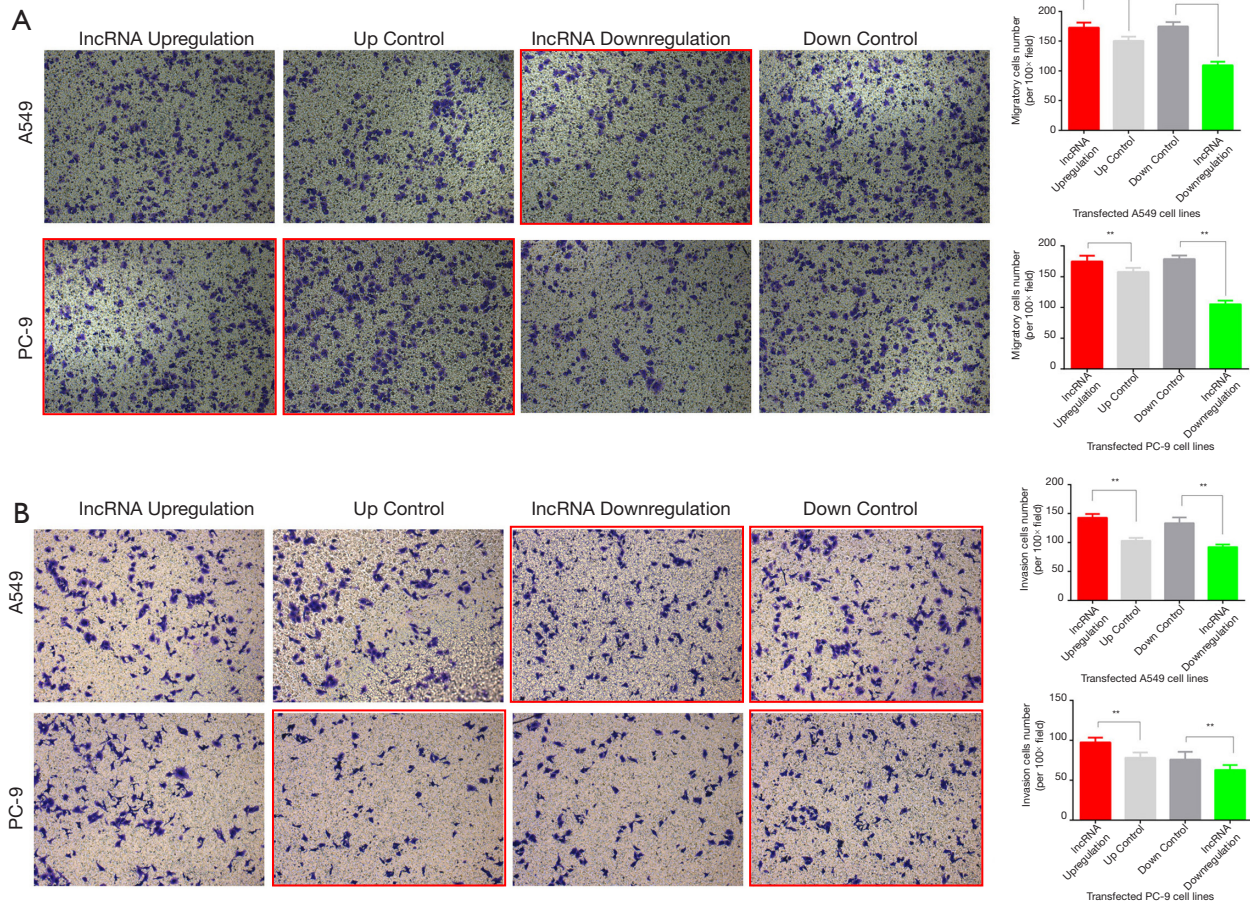 A
lncRNA Upregulation
Up Control
lncRNA Downregulation
Down Control
A549
PC-9
200
150
100
50
0
Migratory cells number
(per 100× field)
lncRNA
Upregulation
Up Control
Down Control
lncRNA
Downregulation
Transfected A549 cell lines
200
150
100
50
0
Migratory cells number
(per 100× field)
**
**
lncRNA
Upregulation
Up Control
Down Control
lncRNA
Downregulation
Transfected PC-9 cell lines
B
lncRNA Upregulation
Up Control
lncRNA Downregulation
Down Control
A549
PC-9
200
150
100
50
0
Invasion cells number
(per 100× field)
**
**
lncRNA
Upregulation
Up Control
Down Control
lncRNA
Downregulation
Transfected A549 cell lines
150
100
50
0
Invasion cells number
(per 100× field)
**
**
lncRNA
Upregulation
Up Control
Down Control
lncRNA
Downregulation
Transfected PC-9 cell lines